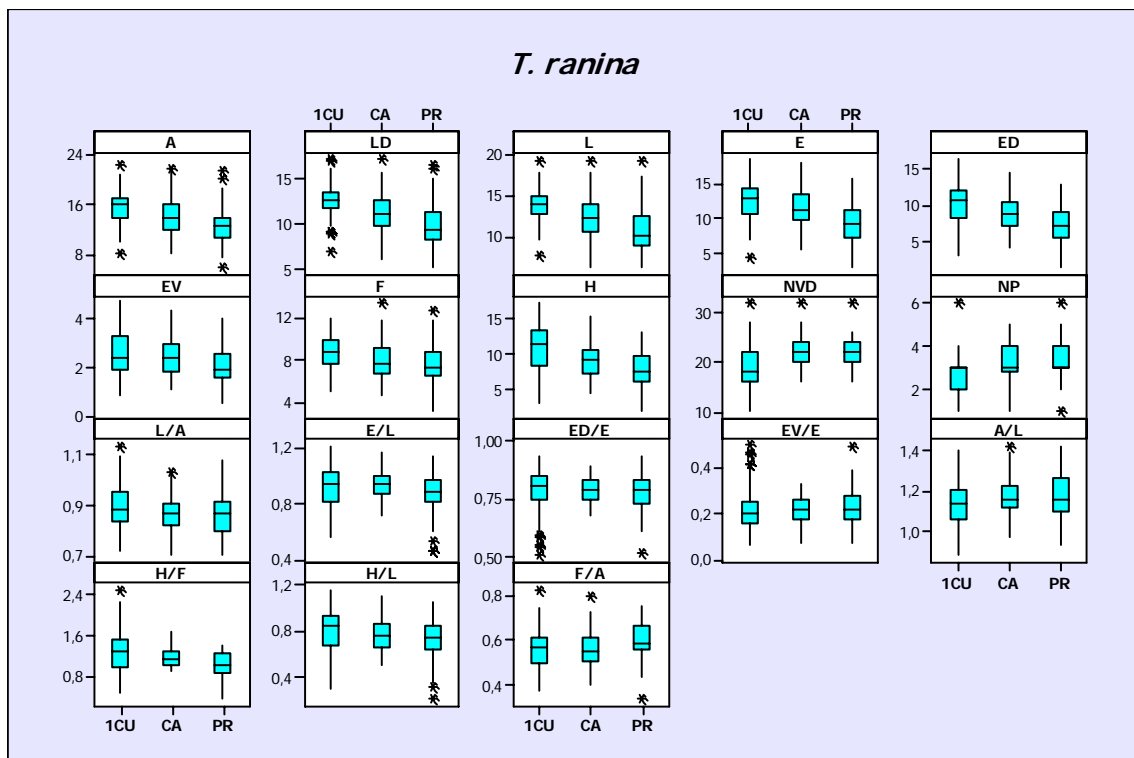 T. ranina
1CU CA PR 1CU CA PR
A LD L E ED
24 16 8
15 10 5
20 10
15 10 5
15 10 5
EV F H NVD NP
4 2 0
12 8 4
15 10 5
30 20 10
6 4 2
L/A E/L ED/E EV/E A/L
1,1 0,9 0,7
1,2 0,8 0,4
1,00 0,75 0,50
0,4 0,2 0,0
1,4 1,2 1,0
H/F H/L F/A
2,4 1,6 0,8
1,2 0,8 0,4
0,8 0,6 0,4
1CU CA PR
1CU CA PR 1CU CA PR